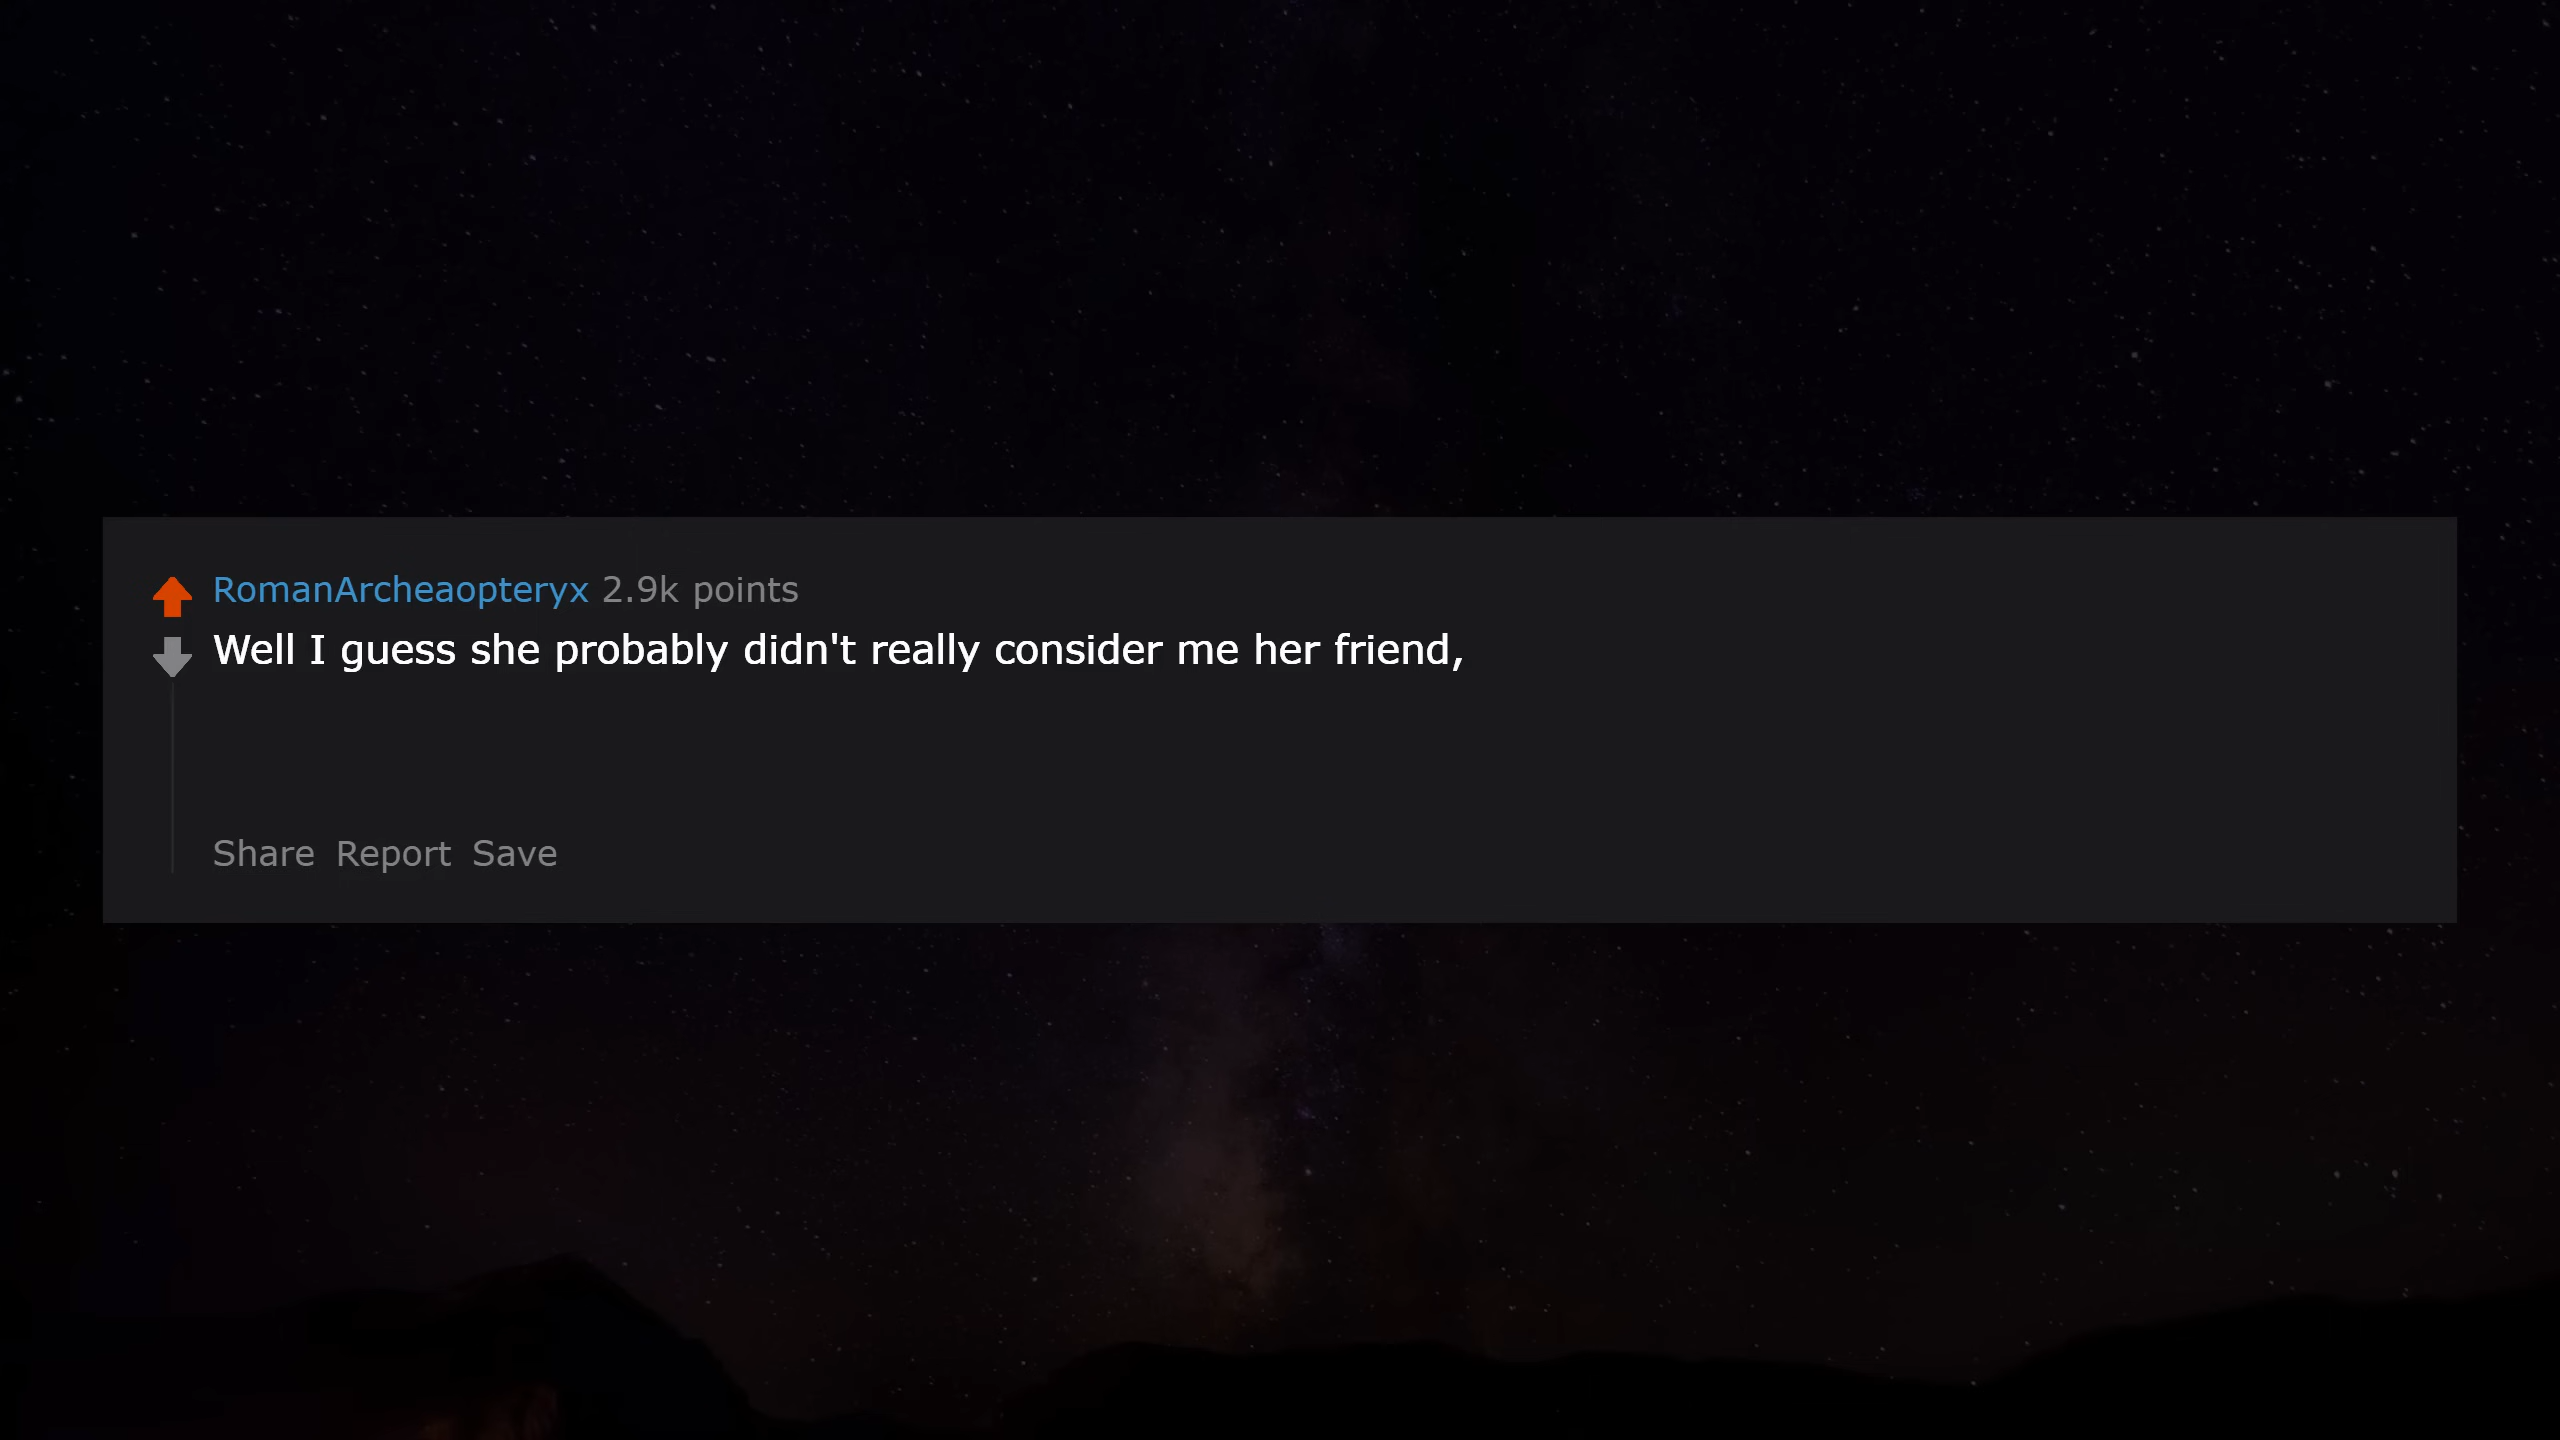 RomanArcheaopteryx 2.9k points
Well I guess she probably didn't really consider me her friend,
Share Report Save